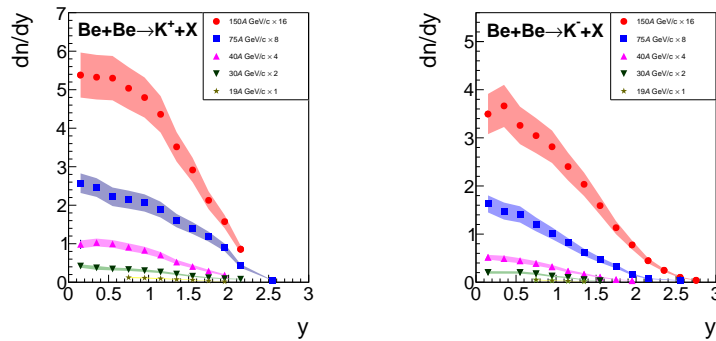 dn/dy
7
6
5
4
3
2
1
0
0
0.5
1
1.5
2
2.5
3
y
Be+Be→K⁺+X
150A GeV/c × 16
75A GeV/c × 8
40A GeV/c × 4
30A GeV/c × 2
19A GeV/c × 1
dn/dy
5
4
3
2
1
0
0
0.5
1
1.5
2
2.5
3
y
Be+Be→K⁻+X
150A GeV/c × 16
75A GeV/c × 8
40A GeV/c × 4
30A GeV/c × 2
19A GeV/c × 1